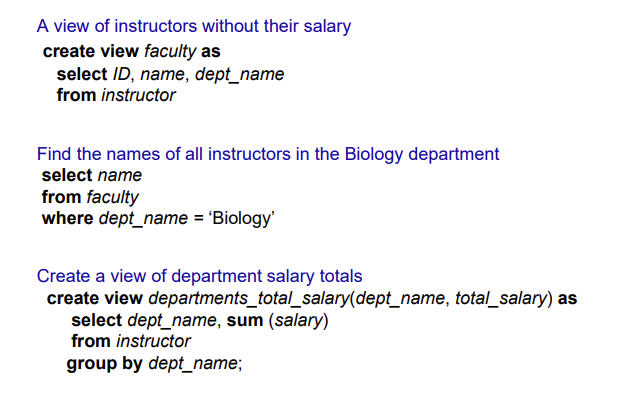 A view of instructors without their salary
create view faculty as
select ID, name, dept_name
from instructor
Find the names of all instructors in the Biology department
select name
from faculty
where dept_name = ‘Biology’
Create a view of department salary totals
create view departments_total_salary(dept_name, total_salary) as
select dept_name, sum (salary)
from instructor
group by dept_name;